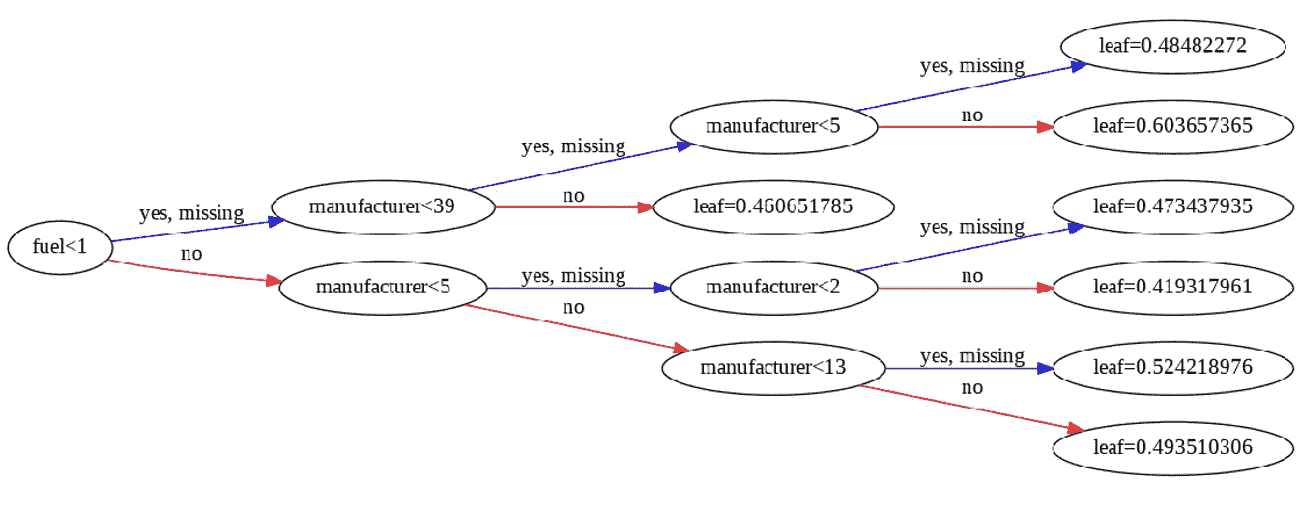 leaf=0.48482272
yes, missing
manufacturer<5
no
leaf=0.603657365
yes, missing
manufacturer<39
no
leaf=0.460651785
yes, missing
fuel<1
no
yes, missing
leaf=0.473437935
manufacturer<5
yes, missing
manufacturer<2
no
leaf=0.419317961
no
manufacturer<13
yes, missing
leaf=0.524218976
no
leaf=0.493510306